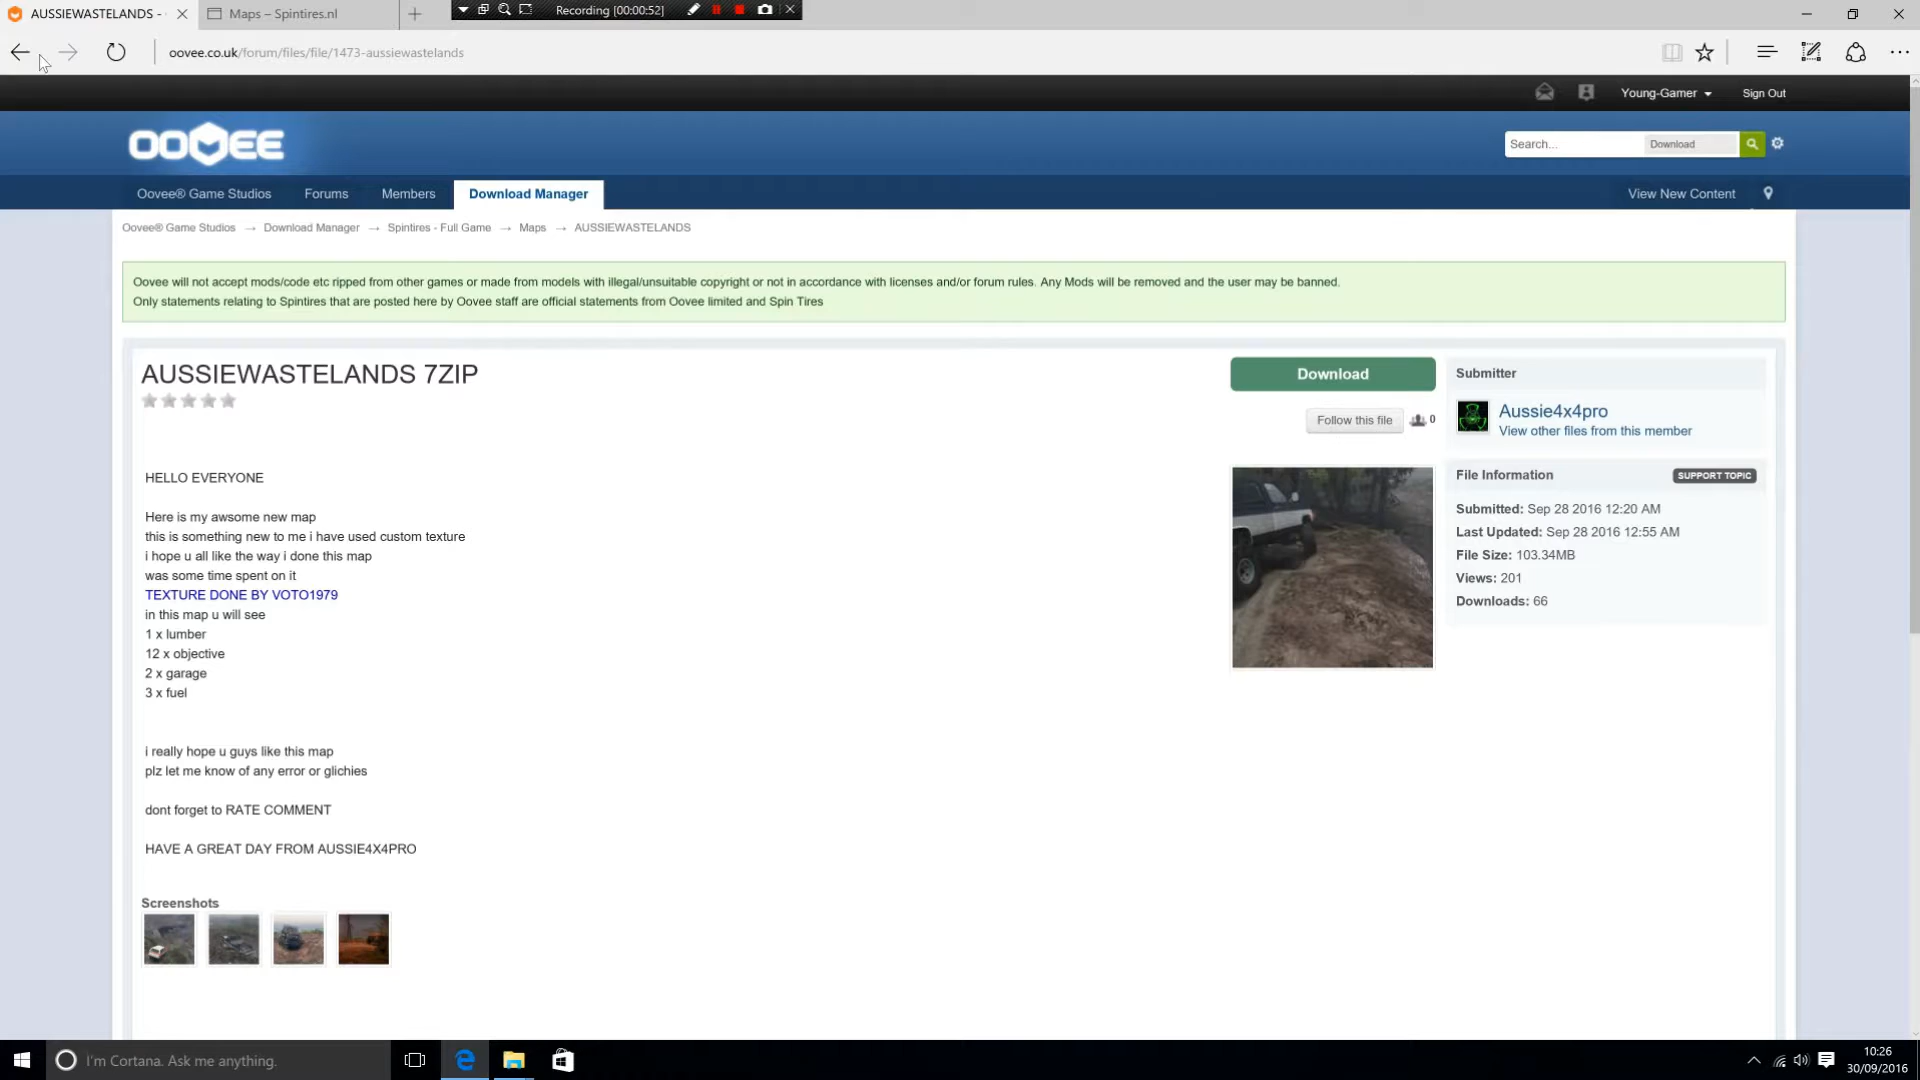 AUSSIEWASTELANDS -
Maps – Spintires.nl
Recording [00:00:52]
oovee.co.uk/forum/files/file/1473-aussiewastelands
Young-Gamer
Sign Out
OOVEE
Search...
Download
Oovee® Game Studios
Forums
Members
Download Manager
View New Content
Oovee® Game Studios → Download Manager → Spintires - Full Game → Maps → AUSSIEWASTELANDS
Oovee will not accept mods/code etc ripped from other games or made from models with illegal/unsuitable copyright or not in accordance with licenses and/or forum rules. Any Mods will be removed and the user may be banned.
Only statements relating to Spintires that are posted here by Oovee staff are official statements from Oovee limited and Spin Tires
AUSSIEWASTELANDS 7ZIP
Download
Follow this file
0
Submitter
Aussie4x4pro
View other files from this member
File Information
SUPPORT TOPIC
Submitted: Sep 28 2016 12:20 AM
Last Updated: Sep 28 2016 12:55 AM
File Size: 103.34MB
Views: 201
Downloads: 66
HELLO EVERYONE
Here is my awsome new map
this is something new to me i have used custom texture
i hope u all like the way i done this map
was some time spent on it
TEXTURE DONE BY VOTO1979
in this map u will see
1 x lumber
12 x objective
2 x garage
3 x fuel
i really hope u guys like this map
plz let me know of any error or glichies
dont forget to RATE COMMENT
HAVE A GREAT DAY FROM AUSSIE4X4PRO
Screenshots
I'm Cortana. Ask me anything.
10:26
30/09/2016